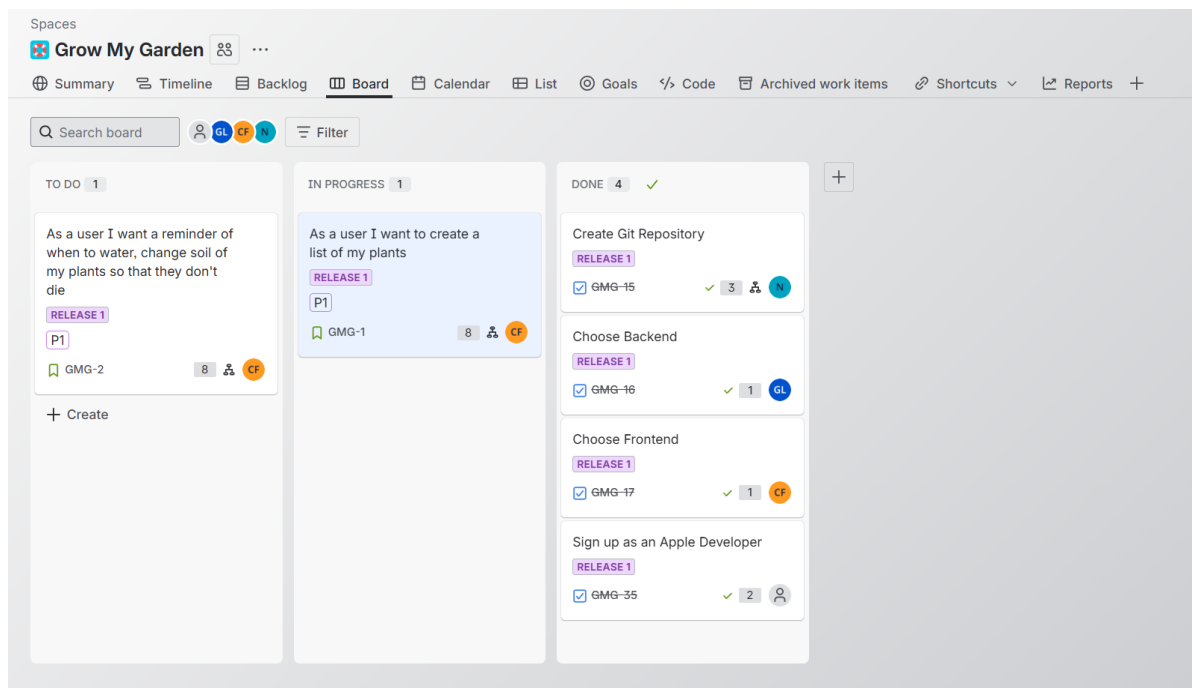 Spaces
Grow My Garden
Summary Timeline Backlog Board Calendar List Goals Code Archived work items Shortcuts Reports
Search board GL CF N Filter
TO DO 1
As a user I want a reminder of
when to water, change soil of
my plants so that they don't
die
RELEASE 1
P1
GMG-2 8 CF
Create
IN PROGRESS 1
As a user I want to create a
list of my plants
RELEASE 1
P1
GMG-1 8 CF
DONE 4
Create Git Repository
RELEASE 1
GMG-15 3 N
Choose Backend
RELEASE 1
GMG-16 1 GL
Choose Frontend
RELEASE 1
GMG-17 1 CF
Sign up as an Apple Developer
RELEASE 1
GMG-35 2